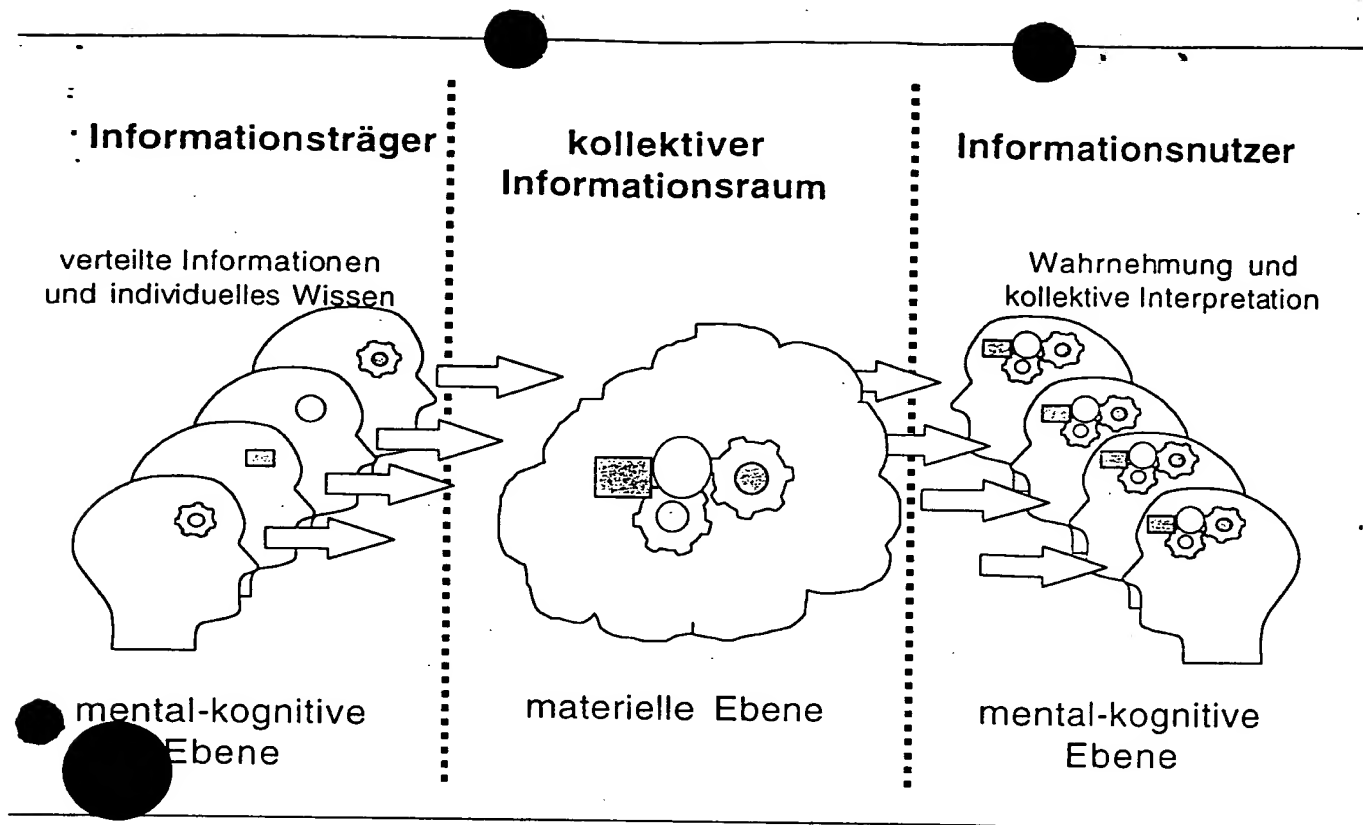 Informationsträger
verteilte Informationen
und individuelles Wissen
mental-kognitive
Ebene
kollektiver
Informationsraum
materielle Ebene
Informationsnutzer
Wahrnehmung und
kollektive Interpretation
mental-kognitive
Ebene